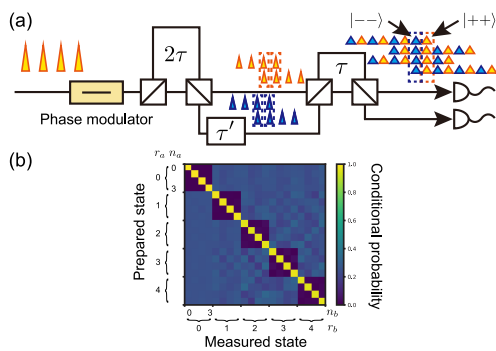 (a)
|−−⟩ |++⟩
2τ
τ
τ′
Phase modulator
(b)
r_a n_a
0 0
3
1
2
3
4
Prepared state
1.0
0.8
0.6
0.4
0.2
0.0
Conditional probability
0 3 n_b
0 1 2 3 4 r_b
Measured state